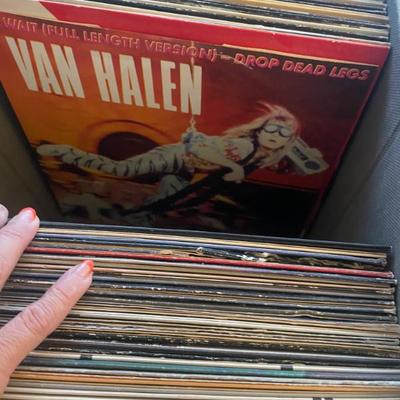 WAIT (FULL LENGTH VERSION) – DROP DEAD LEGS
VAN HALEN